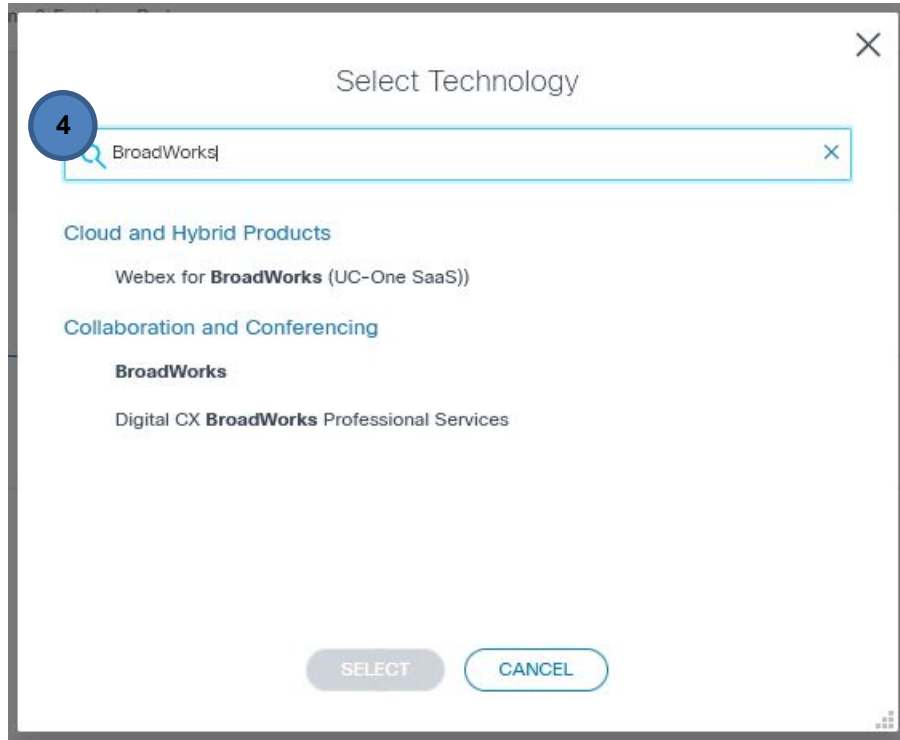 Select Technology
4
BroadWorks
Cloud and Hybrid Products
Webex for BroadWorks (UC-One SaaS))
Collaboration and Conferencing
BroadWorks
Digital CX BroadWorks Professional Services
SELECT
CANCEL